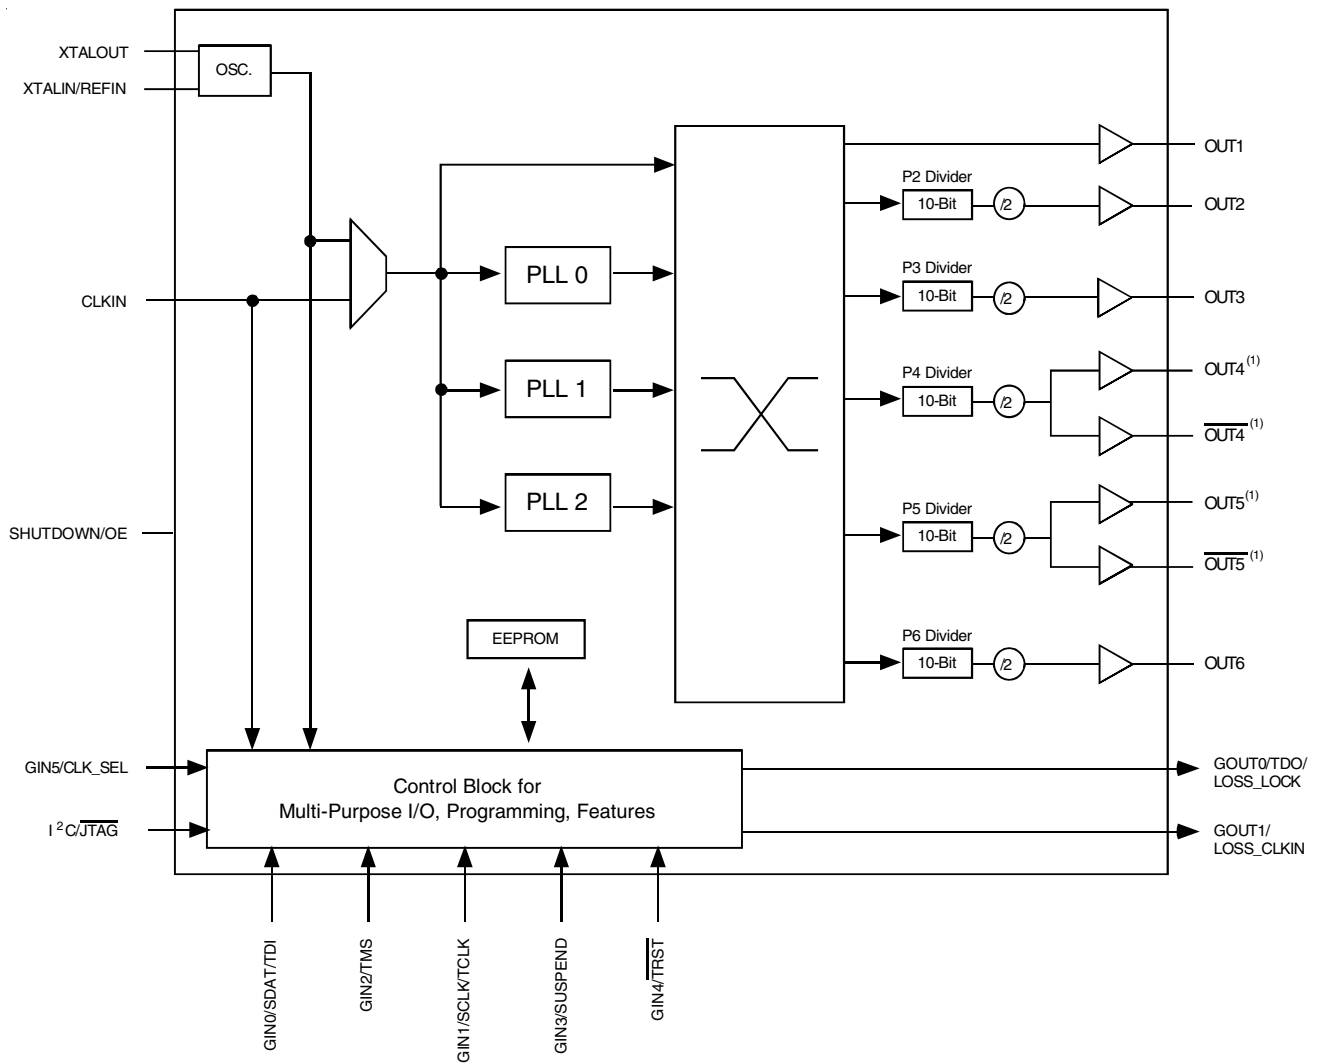 XTALOUT
XTALIN/REFIN
OSC.
CLKIN
SHUTDOWN/OE
PLL 0
PLL 1
PLL 2
EEPROM
P2 Divider
10-Bit
/2
P3 Divider
10-Bit
/2
P4 Divider
10-Bit
/2
P5 Divider
10-Bit
/2
P6 Divider
10-Bit
/2
OUT1
OUT2
OUT3
OUT4(1)
OUT4(1)
OUT5(1)
OUT5(1)
OUT6
GIN5/CLK_SEL
I2C/JTAG
Control Block for
Multi-Purpose I/O, Programming, Features
GOUT0/TDO/
LOSS_LOCK
GOUT1/
LOSS_CLKIN
GIN0/SDAT/TDI
GIN2/TMS
GIN1/SCLK/TCLK
GIN3/SUSPEND
GIN4/TRST